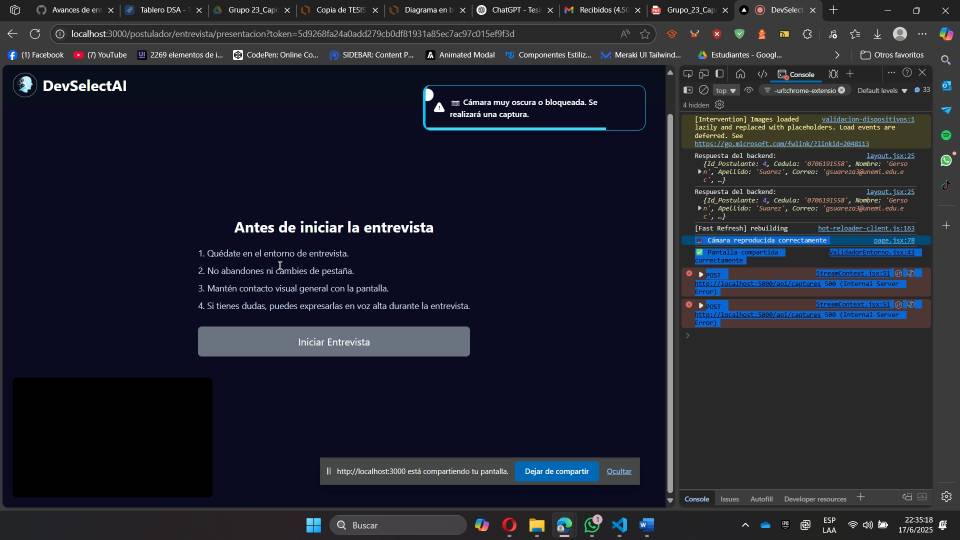 Avances de en
Tablero DSA - T
Grupo 23_Cap
Copia de TESIS
Diagrama en b
ChatGPT - Tes
Recibidos (4.50
Grupo_23_Cap
DevSelect
localhost:3000/postulador/entrevista/presentacion?token=5d9268fa24a0add279cb0df81931a85ec7ac97c015ef9f3d
(1) Facebook
(7) YouTube
2269 elementos de i...
CodePen: Online Co...
SIDEBAR: Content P...
Animated Modal
Componentes Estiliz...
Meraki UI Tailwind...
Estudiantes - Googl...
Otros favoritos
DevSelectAI
Cámara muy oscura o bloqueada. Se
realizará una captura.
Antes de iniciar la entrevista
1. Quédate en el entorno de entrevista.
2. No abandones ni cambies de pestaña.
3. Mantén contacto visual general con la pantalla.
4. Si tienes dudas, puedes expresarlas en voz alta durante la entrevista.
Iniciar Entrevista
http://localhost:3000 está compartiendo tu pantalla.
Dejar de compartir
Ocultar
Console
top
-url:chrome-extensio
Default levels
33
4 hidden
[Intervention] Images loaded validacion-dispositivos:1
lazily and replaced with placeholders. Load events are
deferred. See
https://go.microsoft.com/fwlink/?linkid=2048113
Respuesta del backend: layout.jsx:25
{Id_Postulante: 4, Cedula: '0706191558', Nombre: 'Gerso
n', Apellido: 'Suarez', Correo: 'gsuarez3@unemi.edu.e
c', …}
Respuesta del backend: layout.jsx:25
{Id_Postulante: 4, Cedula: '0706191558', Nombre: 'Gerso
n', Apellido: 'Suarez', Correo: 'gsuarez3@unemi.edu.e
c', …}
[Fast Refresh] rebuilding hot-reloader-client.js:163
Cámara reproducida correctamente page.jsx:78
Pantalla compartida ValidadorEntorno.jsx:43
correctamente
POST StreamContext.jsx:51
http://localhost:5000/api/captures 500 (Internal Server
Error)
POST StreamContext.jsx:51
http://localhost:5000/api/captures 500 (Internal Server
Error)
Console
Issues
Autofill
Developer resources
Buscar
1
ESP
LAA
22:35:18
17/6/2025